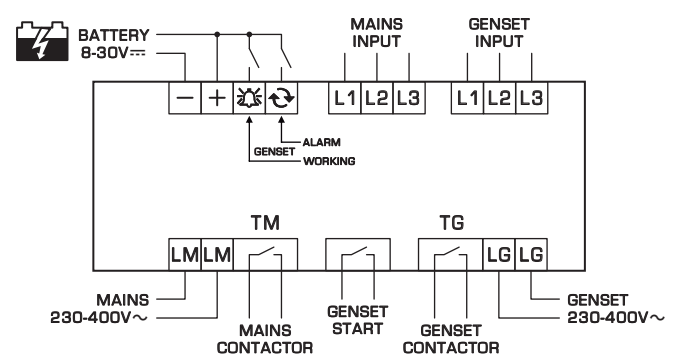 BATTERY
8-30V⎓
MAINS
INPUT
GENSET
INPUT
− +
L1 L2 L3
L1 L2 L3
ALARM
GENSET
WORKING
TM
TG
LM LM
LG LG
MAINS
230-400V∼
MAINS
CONTACTOR
GENSET
START
GENSET
CONTACTOR
GENSET
230-400V∼